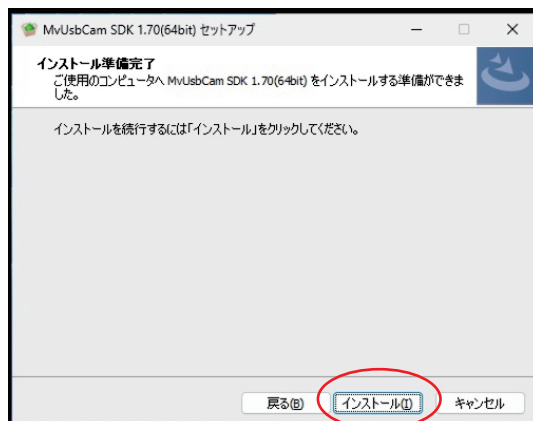 MvUsbCam SDK 1.70(64bit) セットアップ
インストール準備完了
ご使用のコンピュータへ MvUsbCam SDK 1.70(64bit) をインストールする準備ができま
した。
インストールを続行するには「インストール」をクリックしてください。
戻る(B) インストール(I) キャンセル